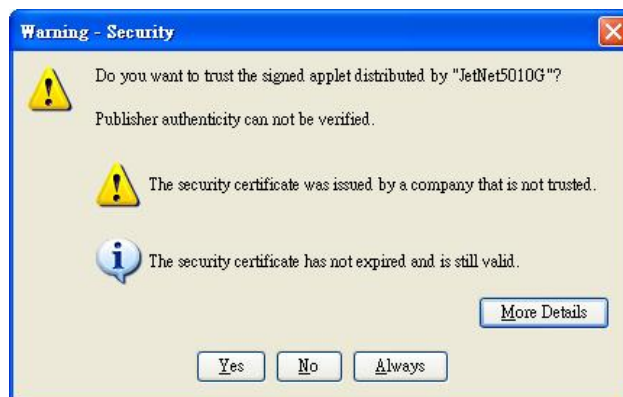 Warning - Security
Do you want to trust the signed applet distributed by "JetNet5010G"?
Publisher authenticity can not be verified.
The security certificate was issued by a company that is not trusted.
The security certificate has not expired and is still valid.
More Details
Yes No Always